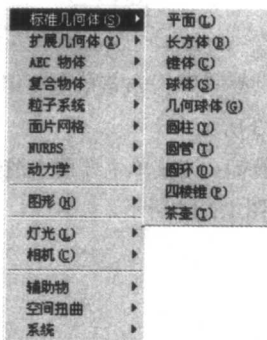 标准几何体(S)
扩展几何体(X)
AEC 物体
复合物体
粒子系统
面片网格
NURBS
动力学
图形(H)
灯光(L)
相机(C)
辅助物
空间扭曲
系统
平面(L)
长方体(B)
锥体(C)
球体(S)
几何球体(G)
圆柱(Y)
圆管(T)
圆环(O)
四棱锥(P)
茶壶(T)